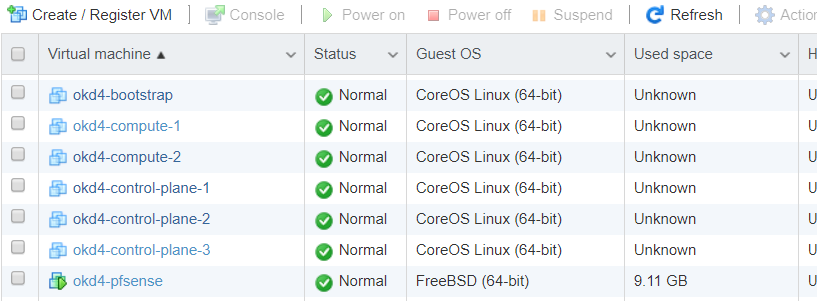 Create / Register VM Console Power on Power off Suspend Refresh Action
Virtual machine Status Guest OS Used space H
okd4-bootstrap Normal CoreOS Linux (64-bit) Unknown U
okd4-compute-1 Normal CoreOS Linux (64-bit) Unknown U
okd4-compute-2 Normal CoreOS Linux (64-bit) Unknown U
okd4-control-plane-1 Normal CoreOS Linux (64-bit) Unknown U
okd4-control-plane-2 Normal CoreOS Linux (64-bit) Unknown U
okd4-control-plane-3 Normal CoreOS Linux (64-bit) Unknown U
okd4-pfsense Normal FreeBSD (64-bit) 9.11 GB U